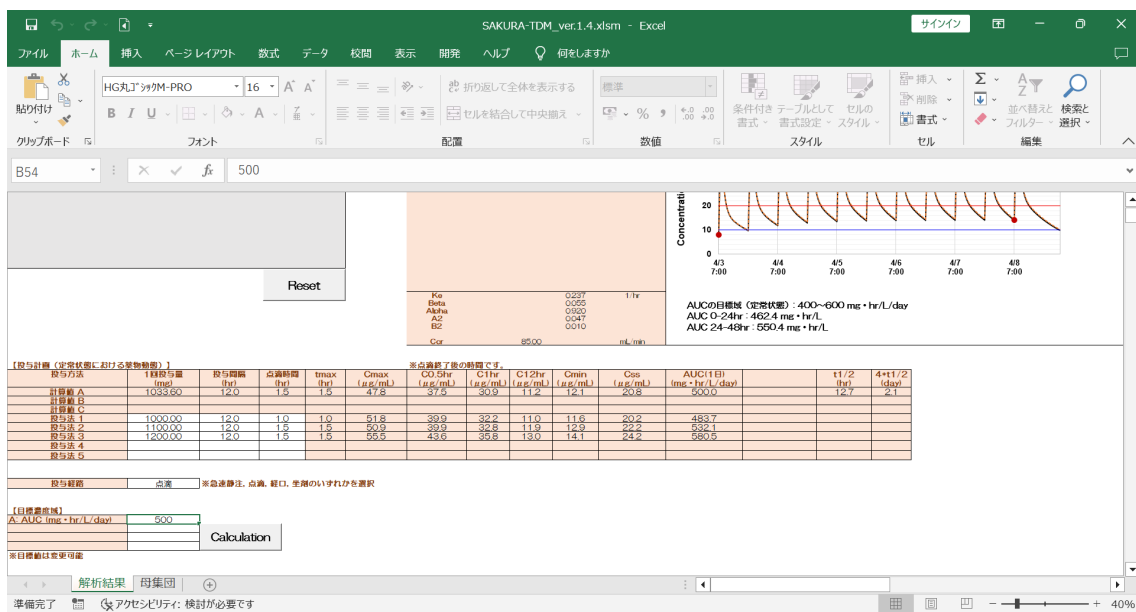 SAKURA-TDM_ver.1.4.xlsm - Excel
サインイン
ファイル ホーム 挿入 ページ レイアウト 数式 データ 校閲 表示 開発 ヘルプ 何をしますか
貼り付け
HG丸ゴシックM-PRO 16
B I U
折り返して全体を表示する
セルを結合して中央揃え
標準
条件付き書式 テーブルとして書式設定 セルのスタイル
挿入
削除
書式
並べ替えとフィルター 検索と選択
クリップボード フォント 配置 数値 スタイル セル 編集
B54 fx 500
Reset
Ke 0.237 1/hr
Beta 0.055
Alpha 0.920
A2 0.047
B2 0.010
Ccr 85.00 mL/min
Concentrati
20
10
0
4/3 4/4 4/5 4/6 4/7 4/8
7:00 7:00 7:00 7:00 7:00 7:00
AUCの目標域(定常状態):400~600 mg・hr/L/day
AUC 0-24hr:462.4 mg・hr/L
AUC 24-48hr:550.4 mg・hr/L
【投与計画(定常状態における薬物動態)】 ※点滴終了後の時間です。
投与方法 1回投与量 投与間隔 点滴時間 tmax Cmax C0.5hr C1hr C12hr Cmin Css AUC(1日) t1/2 4*t1/2
(mg) (hr) (hr) (hr) (μg/mL) (μg/mL) (μg/mL) (μg/mL) (μg/mL) (μg/mL) (mg・hr/L/day) (hr) (day)
計算値 A 1033.60 12.0 1.5 1.5 47.8 37.5 30.9 11.2 12.1 20.8 500.0 12.7 2.1
計算値 B
計算値 C
投与法 1 1000.00 12.0 1.0 1.0 51.8 39.9 32.2 11.0 11.6 20.2 483.7
投与法 2 1100.00 12.0 1.5 1.5 50.9 39.9 32.8 11.9 12.9 22.2 532.1
投与法 3 1200.00 12.0 1.5 1.5 55.5 43.6 35.8 13.0 14.1 24.2 580.5
投与法 4
投与法 5
投与経路 点滴 ※急速静注,点滴,経口,坐剤のいずれかを選択
【目標濃度域】
A: AUC (mg・hr/L/day) 500
Calculation
※目標値は変更可能
解析結果 母集団
準備完了 アクセシビリティ: 検討が必要です 40%